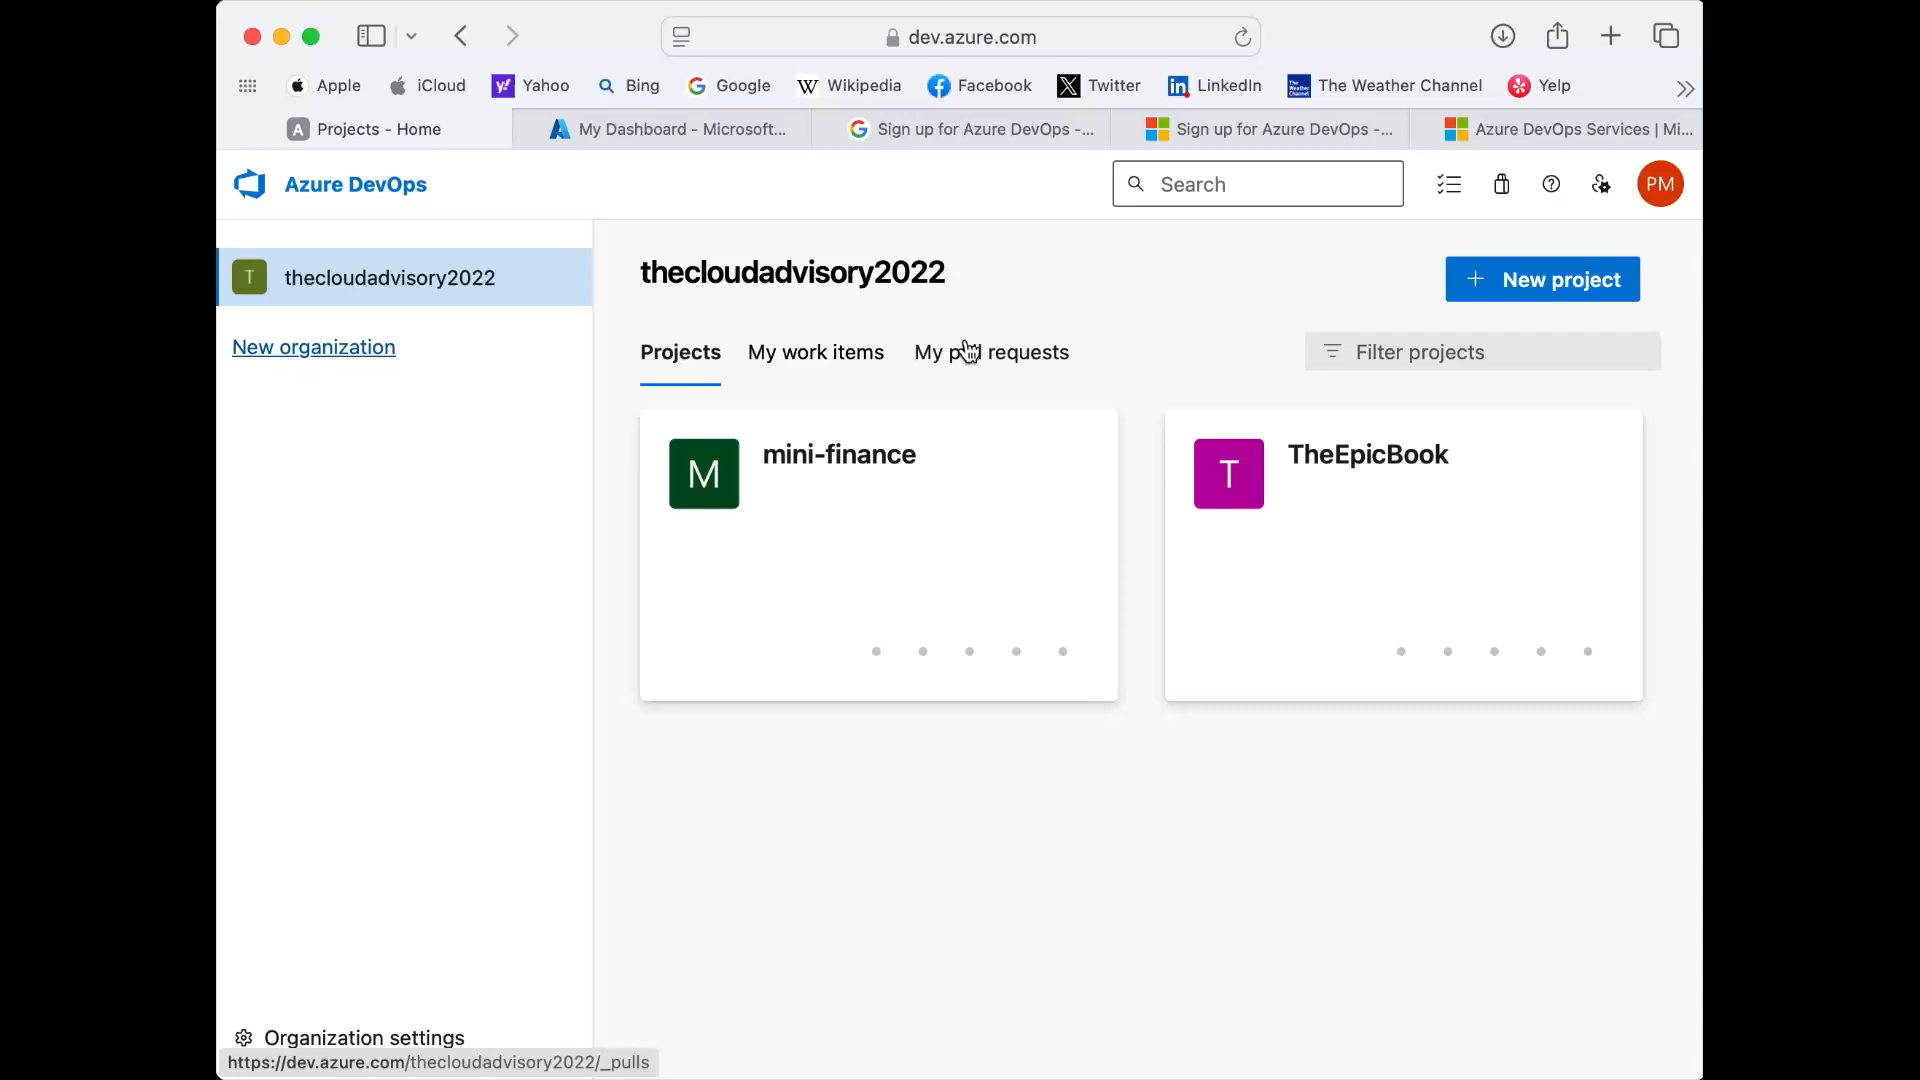 dev.azure.com
Apple iCloud Yahoo Bing Google Wikipedia Facebook Twitter LinkedIn The Weather Channel Yelp
A Projects - Home My Dashboard - Microsoft... Sign up for Azure DevOps -... Sign up for Azure DevOps -... Azure DevOps Services | Mi...
Azure DevOps Search PM
T thecloudadvisory2022
New organization
thecloudadvisory2022
New project
Projects My work items My pull requests
Filter projects
M mini-finance
T TheEpicBook
Organization settings
https://dev.azure.com/thecloudadvisory2022/_pulls